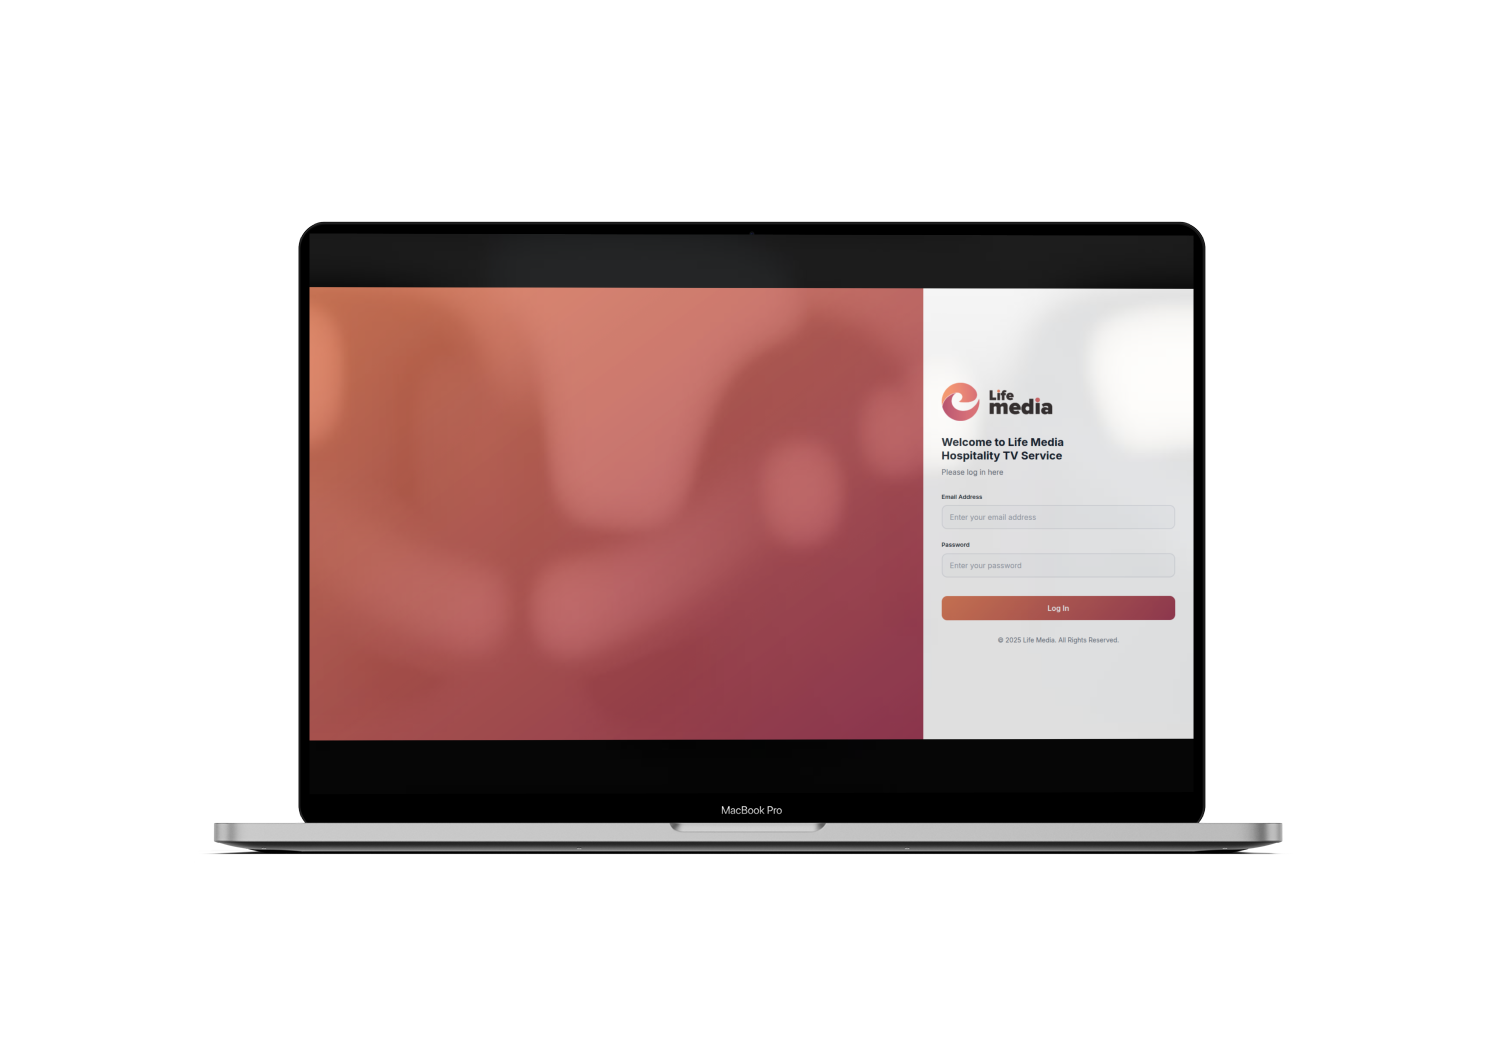 Life
media
Welcome to Life Media
Hospitality TV Service
Please log in here
Email Address
Enter your email address
Password
Enter your password
Log In
© 2025 Life Media. All Rights Reserved.
MacBook Pro